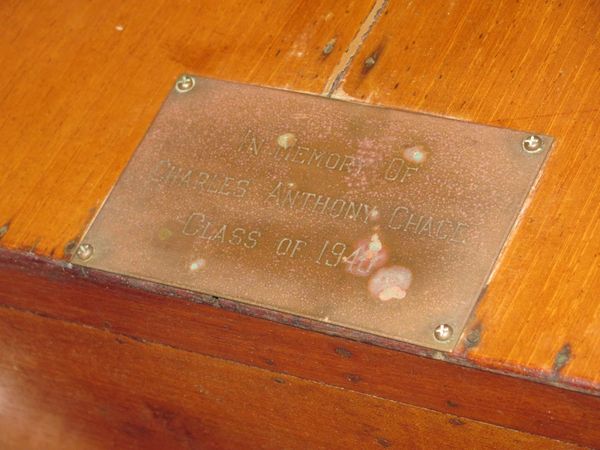 In Memory Of
Charles Anthony Chace
Class of